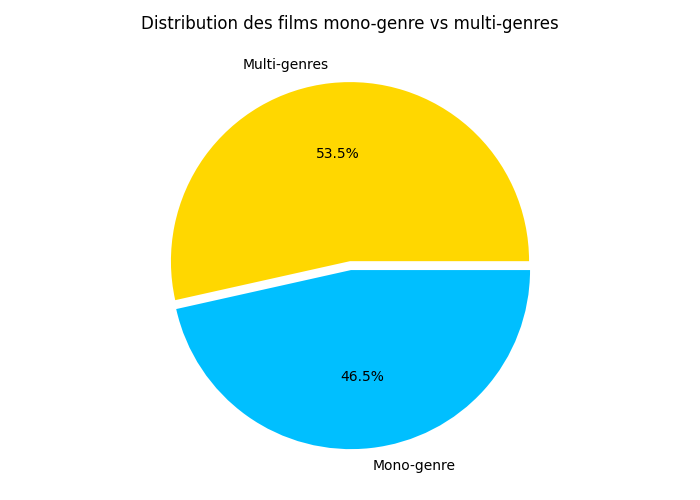 Distribution des films mono-genre vs multi-genres
Multi-genres
53.5%
46.5%
Mono-genre